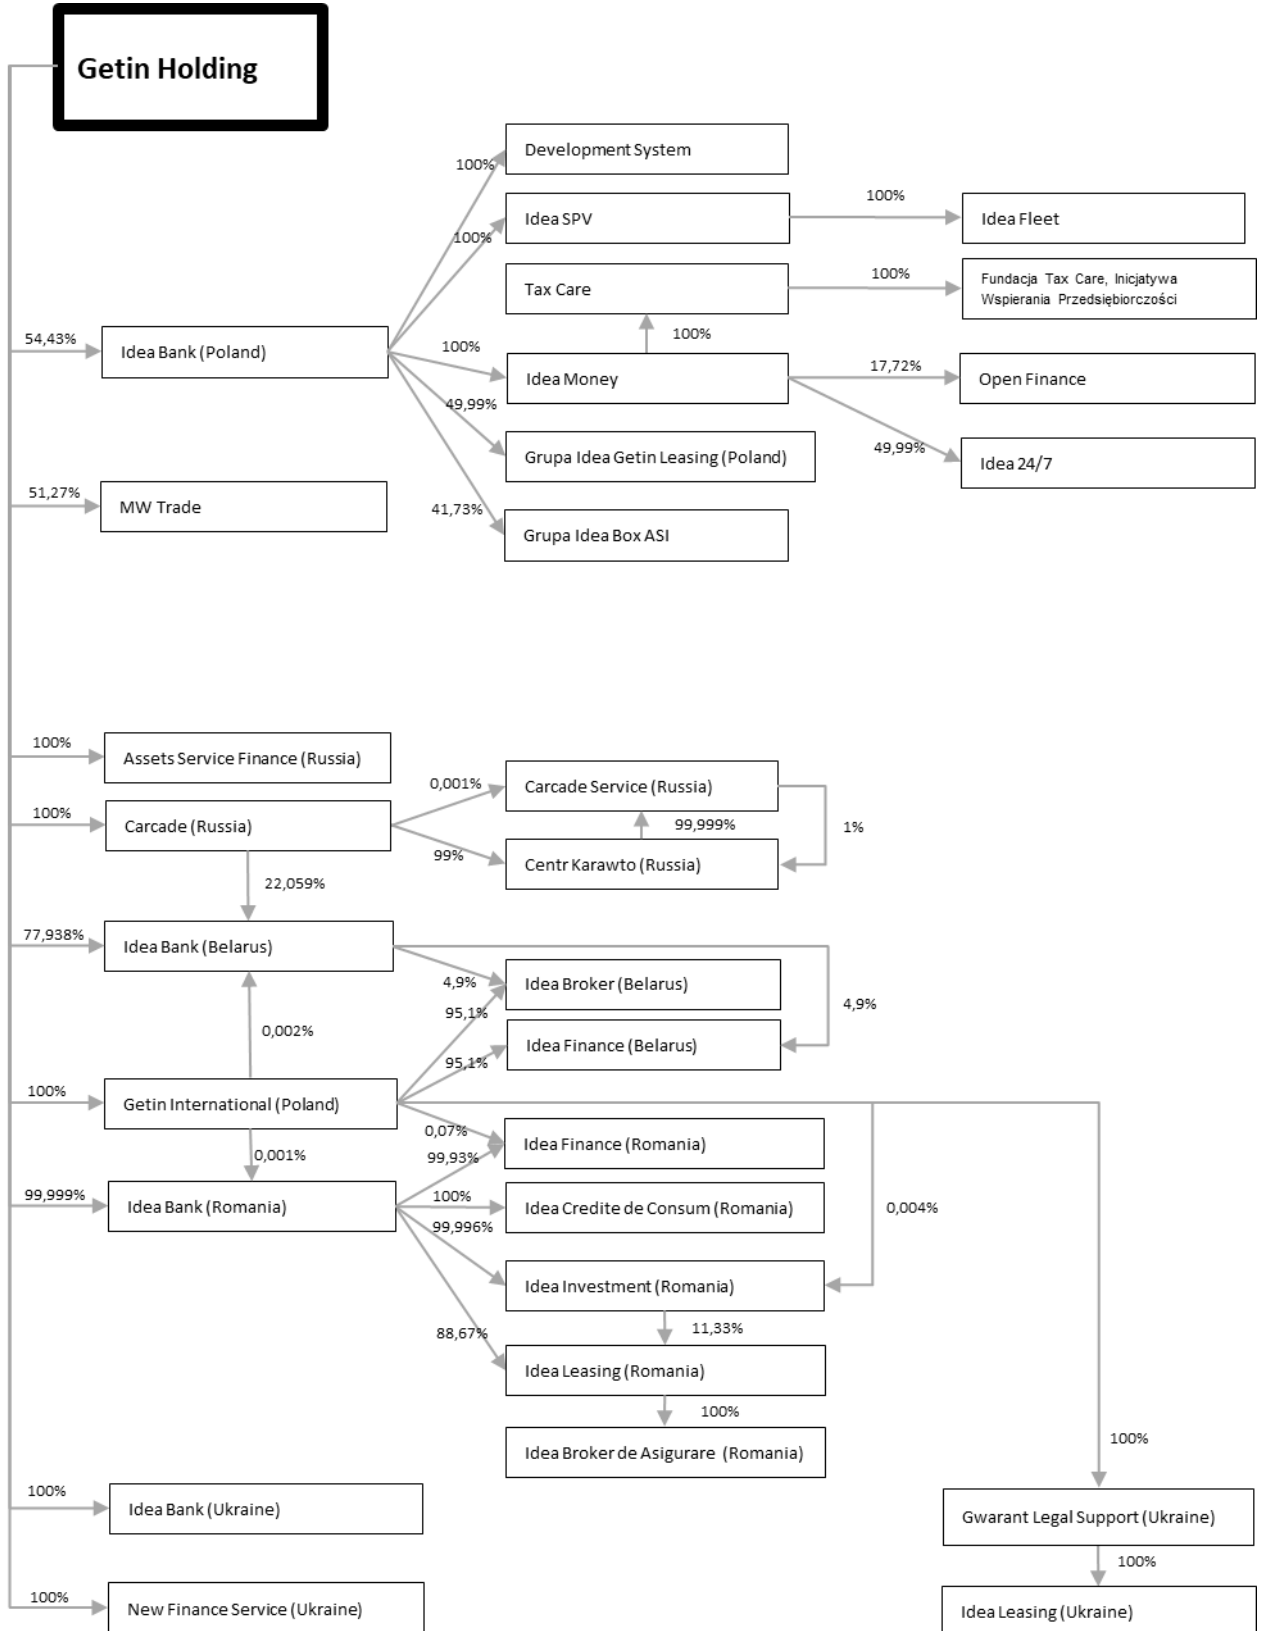 Getin Holding
Development System
100%
100%
Idea SPV
Idea Fleet
100%
Tax Care
100%
Fundacja Tax Care, Inicjatywa
Wspierania Przedsiębiorczości
54,43%
Idea Bank (Poland)
100%
100%
Idea Money
17,72%
Open Finance
49,99%
Grupa Idea Getin Leasing (Poland)
49,99%
Idea 24/7
51,27%
MW Trade
41,73%
Grupa Idea Box ASI
100%
Assets Service Finance (Russia)
0,001%
Carcade Service (Russia)
100%
Carcade (Russia)
99,999%
1%
99%
Centr Karawto (Russia)
22,059%
77,938%
Idea Bank (Belarus)
4,9%
Idea Broker (Belarus)
4,9%
95,1%
0,002%
Idea Finance (Belarus)
95,1%
100%
Getin International (Poland)
0,07%
Idea Finance (Romania)
0,001%
99,93%
99,999%
Idea Bank (Romania)
100%
Idea Credite de Consum (Romania)
0,004%
99,996%
Idea Investment (Romania)
11,33%
88,67%
Idea Leasing (Romania)
100%
Idea Broker de Asigurare (Romania)
100%
100%
Idea Bank (Ukraine)
Gwarant Legal Support (Ukraine)
100%
100%
New Finance Service (Ukraine)
Idea Leasing (Ukraine)